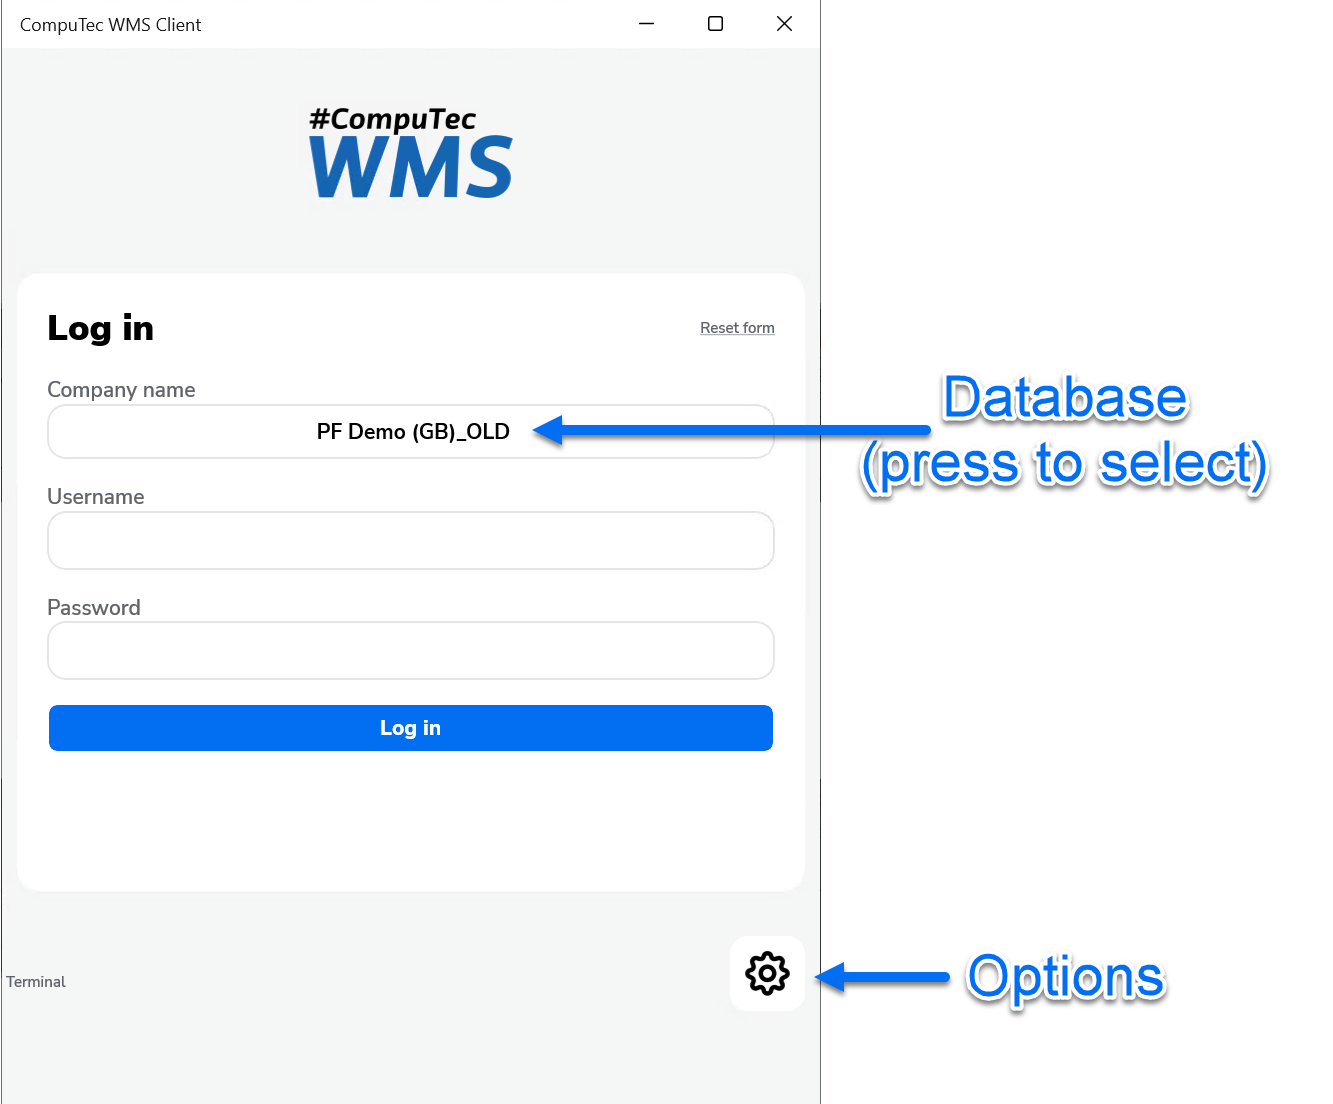 CompuTec WMS Client
#CompuTec
WMS
Log in
Reset form
Company name
PF Demo (GB)_OLD
Database
(press to select)
Username
Password
Log in
Terminal
Options